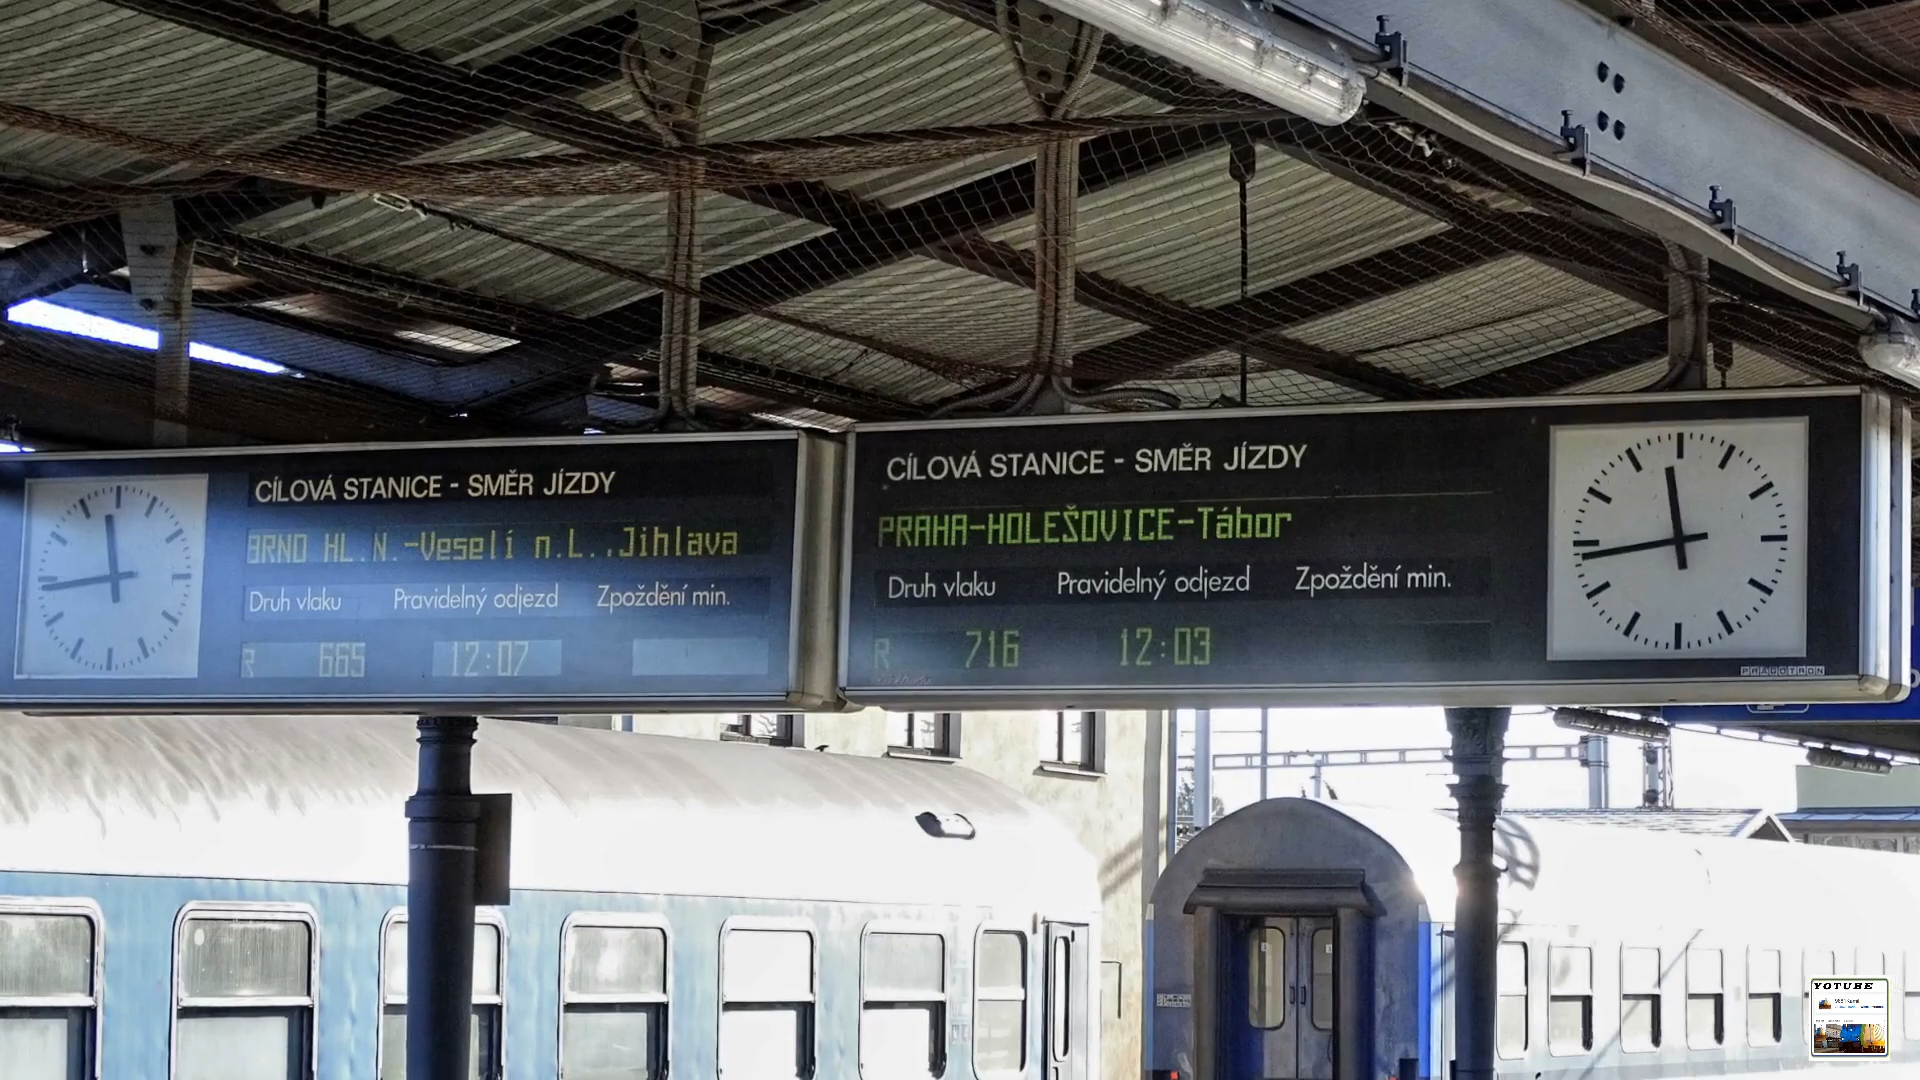 CÍLOVÁ STANICE - SMĚR JÍZDY
BRNO HL.N.-Veselí n.L.,Jihlava
Druh vlaku Pravidelný odjezd Zpoždění min.
R 665 12:07
CÍLOVÁ STANICE - SMĚR JÍZDY
PRAHA-HOLEŠOVICE-Tábor
Druh vlaku Pravidelný odjezd Zpoždění min.
R 716 12:03
PRAGOTRON
YOTUBE